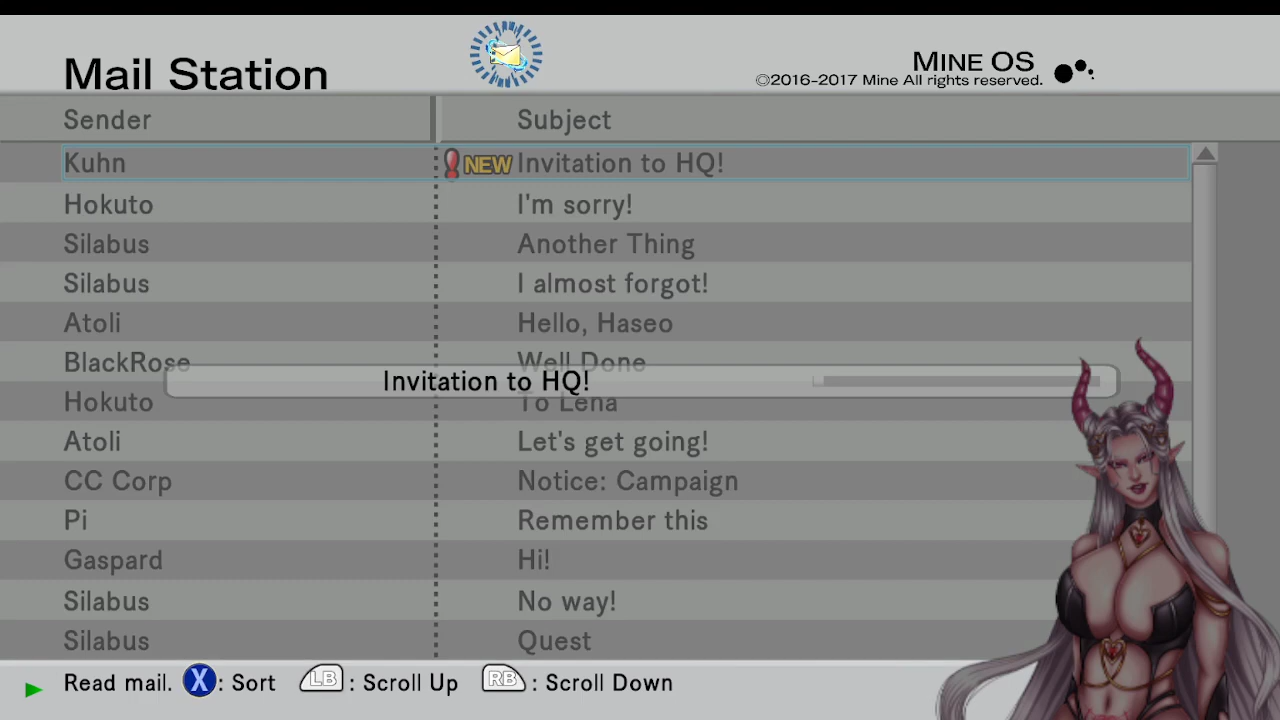 Mail Station
MINE OS
©2016-2017 Mine All rights reserved.
Sender Subject
Kuhn NEW Invitation to HQ!
Hokuto I'm sorry!
Silabus Another Thing
Silabus I almost forgot!
Atoli Hello, Haseo
BlackRose Well Done
Invitation to HQ!
Hokuto To Lena
Atoli Let's get going!
CC Corp Notice: Campaign
Pi Remember this
Gaspard Hi!
Silabus No way!
Silabus Quest
Read mail. X : Sort LB : Scroll Up RB : Scroll Down